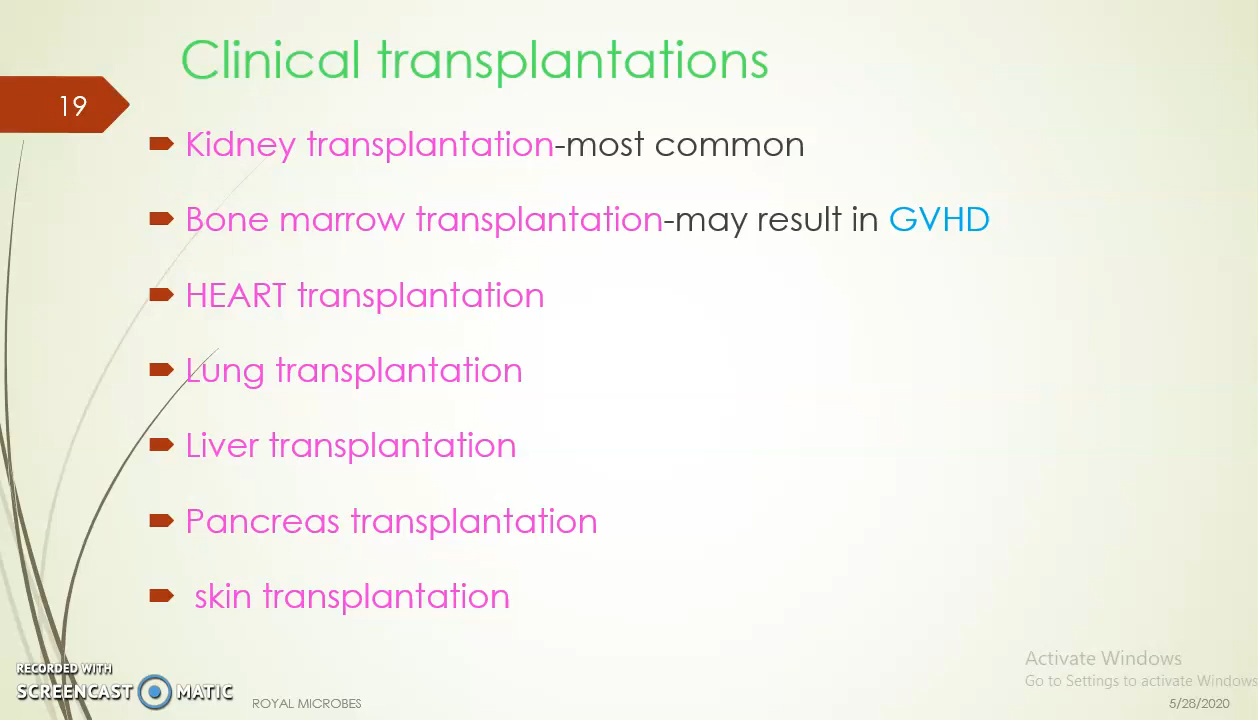 Clinical transplantations
19
Kidney transplantation-most common
Bone marrow transplantation-may result in GVHD
HEART transplantation
Lung transplantation
Liver transplantation
Pancreas transplantation
skin transplantation
Activate Windows
Go to Settings to activate Windows
RECORDED WITH
SCREENCAST MATIC
ROYAL MICROBES
5/28/2020